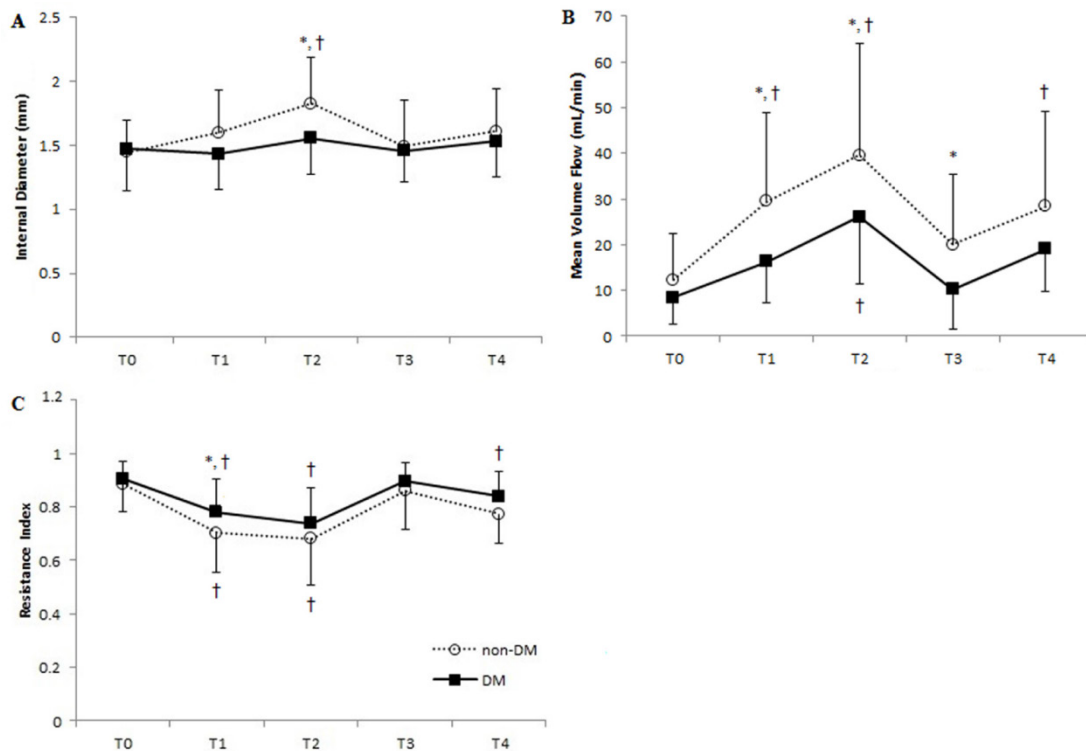 A
Internal Diameter (mm)
2.5
2
1.5
1
0.5
0
*, †
T0 T1 T2 T3 T4
B
Mean Volume Flow (mL/min)
70
60
50
40
30
20
10
0
*, †
*, †
*
†
†
T0 T1 T2 T3 T4
C
Resistance Index
1.2
1
0.8
0.6
0.4
0.2
0
*, † † †
† †
non-DM
DM
T0 T1 T2 T3 T4